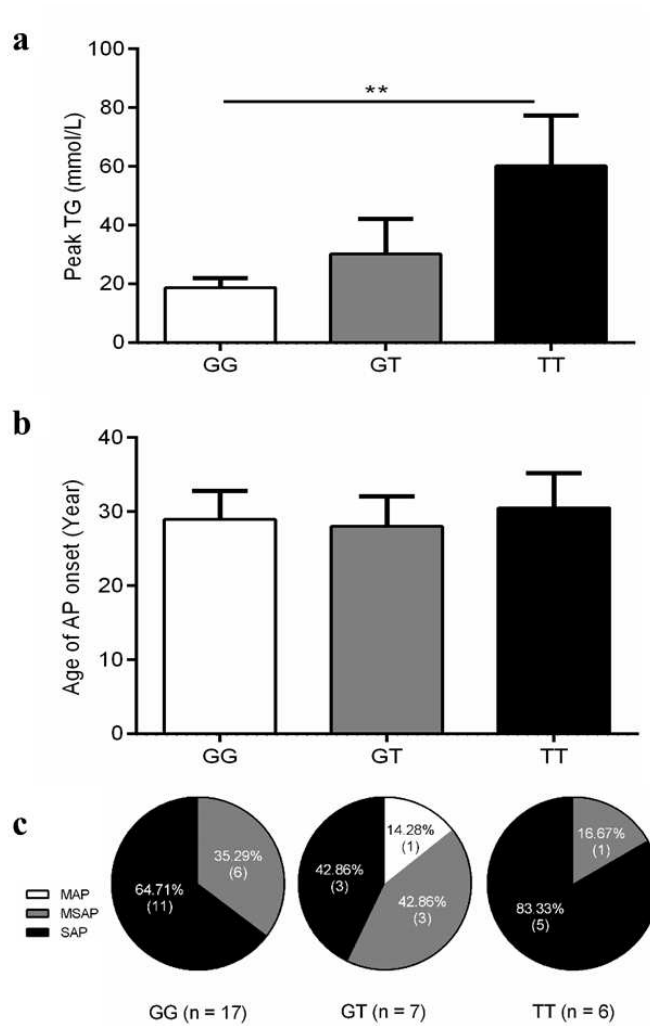 a
Peak TG (mmol/L)
100
80
60
40
20
0
**
GG GT TT
b
Age of AP onset (Year)
40
30
20
10
0
GG GT TT
c
MAP
MSAP
SAP
35.29%
(6)
64.71%
(11)
GG (n = 17)
14.28%
(1)
42.86%
(3)
42.86%
(3)
GT (n = 7)
16.67%
(1)
83.33%
(5)
TT (n = 6)